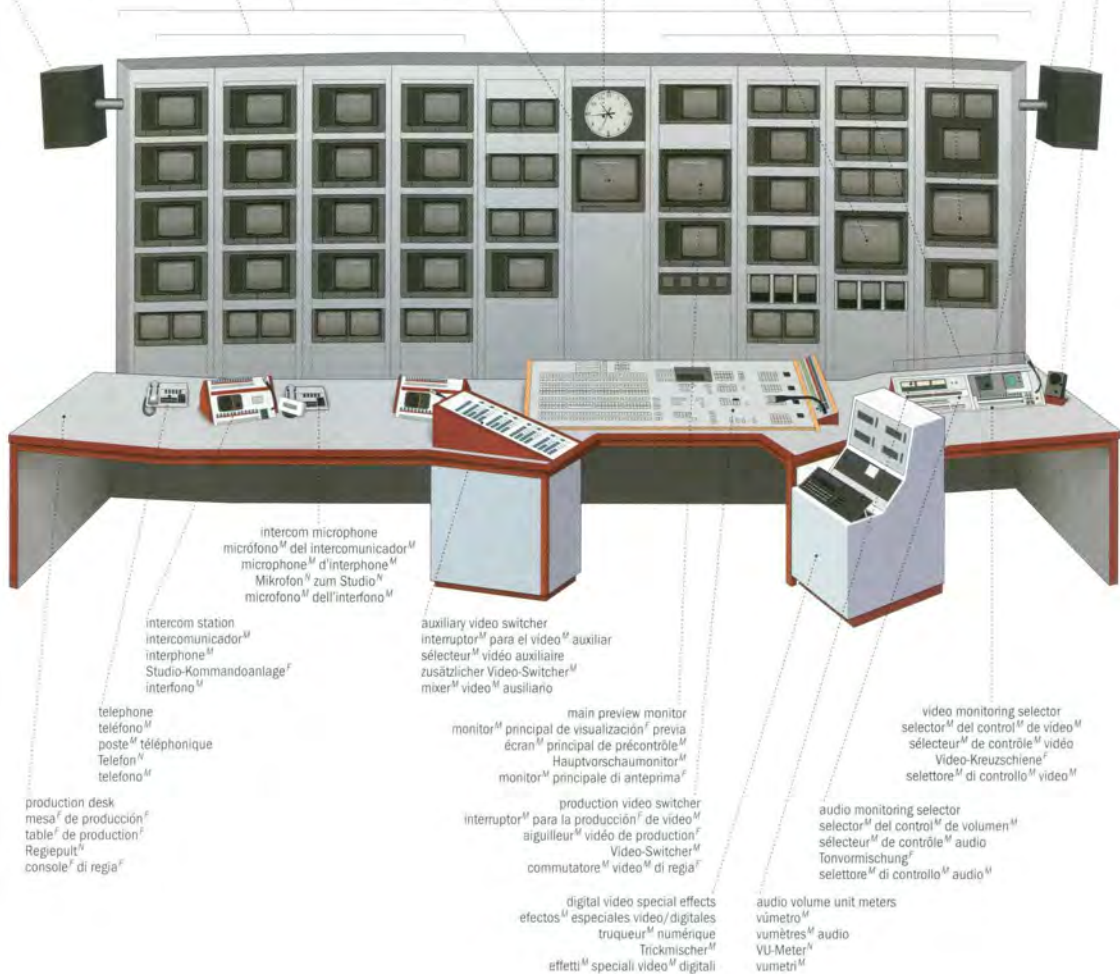 intercom microphone
micrófonoᴹ del intercomunicadorᴹ
microphoneᴹ d'interphoneᴹ
Mikrofonᴺ zum Studioᴺ
microfonoᴹ dell'interfonoᴹ
intercom station
intercomunicadorᴹ
interphoneᴹ
Studio-Kommandoanlageꟳ
interfonoᴹ
telephone
teléfonoᴹ
posteᴹ téléphonique
Telefonᴺ
telefonoᴹ
production desk
mesaꟳ de producciónꟳ
tableꟳ de productionꟳ
Regiepultᴺ
consoleꟳ di regiaꟳ
auxiliary video switcher
interruptorᴹ para el vídeoᴹ auxiliar
sélecteurᴹ vidéo auxiliaire
zusätzlicher Video-Switcherᴹ
mixerᴹ videoᴹ ausiliario
main preview monitor
monitorᴹ principal de visualizaciónꟳ previa
écranᴹ principal de précontrôleᴹ
Hauptvorschaumonitorᴹ
monitorᴹ principale di anteprimaꟳ
production video switcher
interruptorᴹ para la producciónꟳ de vídeoᴹ
aiguilleurᴹ vidéo de productionꟳ
Video-Switcherᴹ
commutatoreᴹ videoᴹ di regiaꟳ
digital video special effects
efectosᴹ especiales video/digitales
truqueurᴹ numérique
Trickmischerᴹ
effettiᴹ speciali videoᴹ digitali
video monitoring selector
selectorᴹ del controlᴹ de vídeoᴹ
sélecteurᴹ de contrôleᴹ vidéo
Video-Kreuzschieneꟳ
selettoreᴹ di controlloᴹ videoᴹ
audio monitoring selector
selectorᴹ del controlᴹ de volumenᴹ
sélecteurᴹ de contrôleᴹ audio
Tonvormischungꟳ
selettoreᴹ di controlloᴹ audioᴹ
audio volume unit meters
vúmetroᴹ
vumètresᴹ audio
VU-Meterᴺ
vumetriᴹ